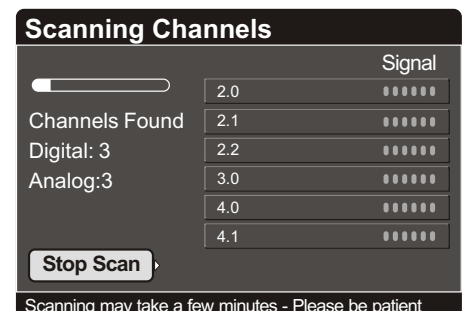 Scanning Channels
Signal
2.0
Channels Found
2.1
Digital: 3
2.2
Analog:3
3.0
4.0
4.1
Stop Scan
Scanning may take a few minutes - Please be patient